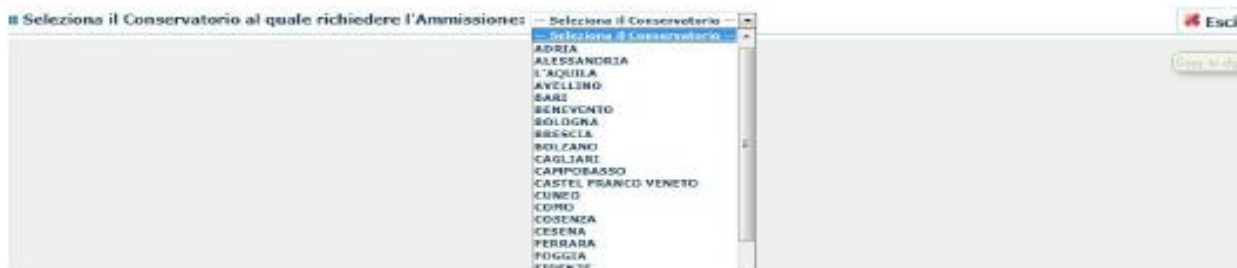 Seleziona il Conservatorio al quale richiedere l'Ammissione: -- Seleziona il Conservatorio -- Esci
-- Seleziona il Conservatorio --
ADRIA
ALESSANDRIA
L'AQUILA
AVELLINO
BARI
BENEVENTO
BOLOGNA
BRESCIA
BOLZANO
CAGLIARI
CAMPOBASSO
CASTEL FRANCO VENETO
CUNEO
COMO
COSENZA
CESENA
FERRARA
FOGGIA
FIRENZE